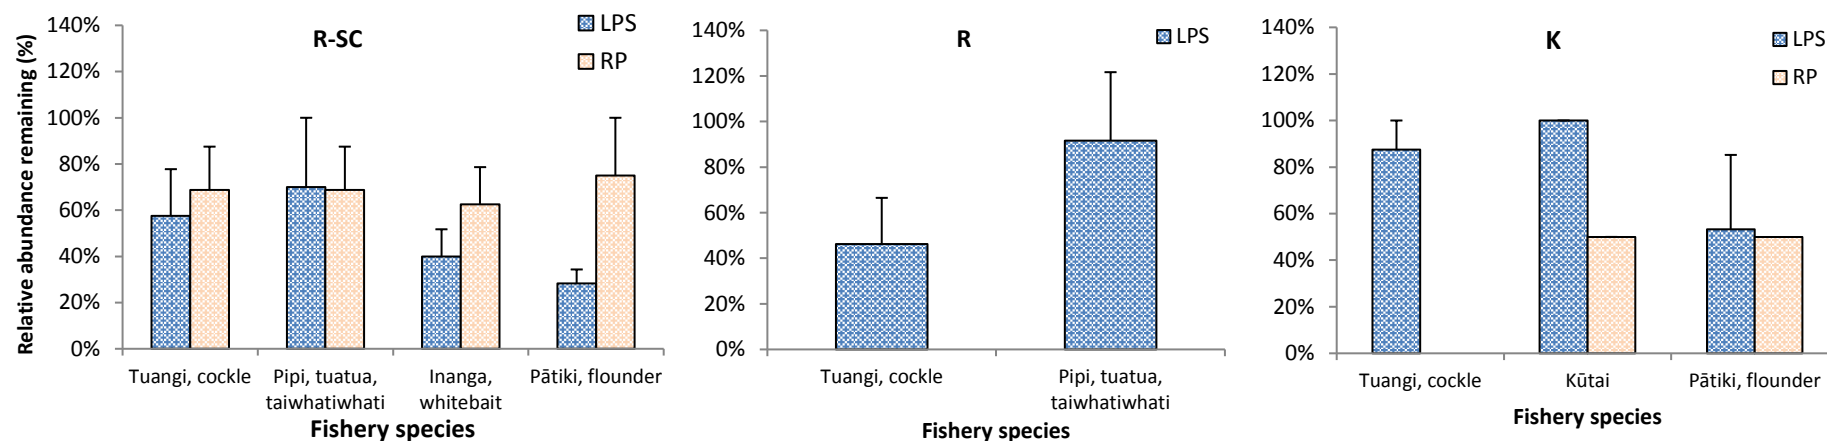 Relative abundance remaining (%)
140%
120%
100%
80%
60%
40%
20%
0%
R-SC
LPS
RP
Tuangi, cockle
Pipi, tuatua,
taiwhatiwhati
Inanga,
whitebait
Pātiki, flounder
Fishery species
140%
120%
100%
80%
60%
40%
20%
0%
R
LPS
Tuangi, cockle
Pipi, tuatua,
taiwhatiwhati
Fishery species
140%
120%
100%
80%
60%
40%
20%
0%
K
LPS
RP
Tuangi, cockle
Kūtai
Pātiki, flounder
Fishery species